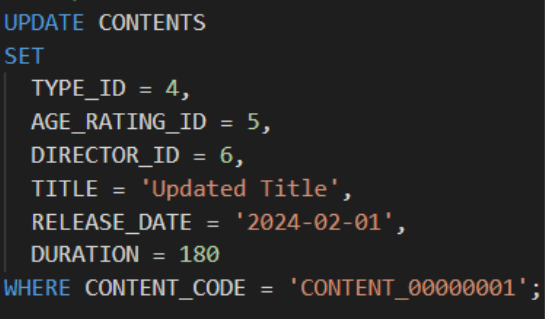 UPDATE CONTENTS
SET
TYPE_ID = 4,
AGE_RATING_ID = 5,
DIRECTOR_ID = 6,
TITLE = 'Updated Title',
RELEASE_DATE = '2024-02-01',
DURATION = 180
WHERE CONTENT_CODE = 'CONTENT_00000001';